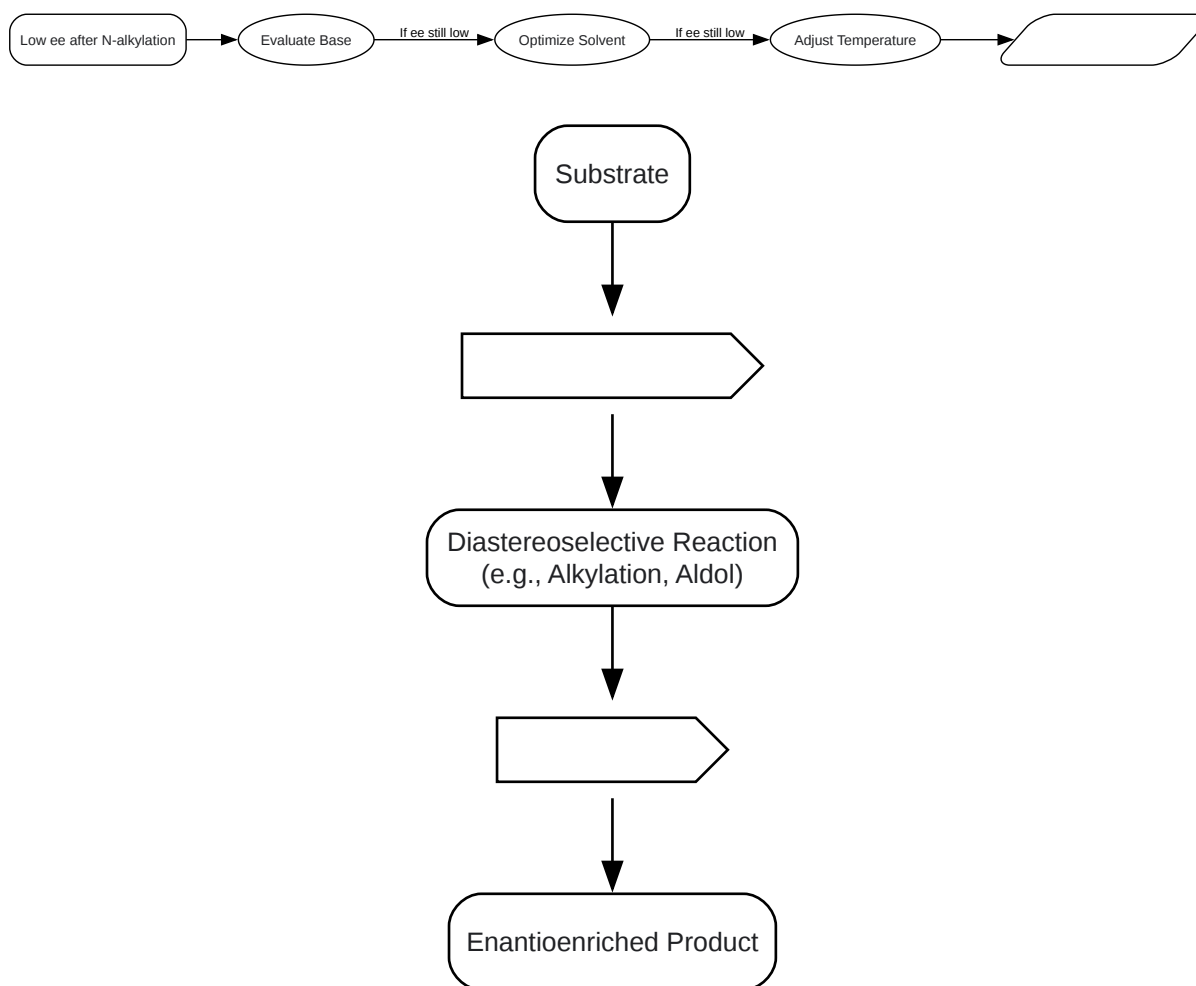 Low ee after N-alkylation
Evaluate Base
If ee still low
Optimize Solvent
If ee still low
Adjust Temperature
Substrate
Diastereoselective Reaction
(e.g., Alkylation, Aldol)
Enantioenriched Product